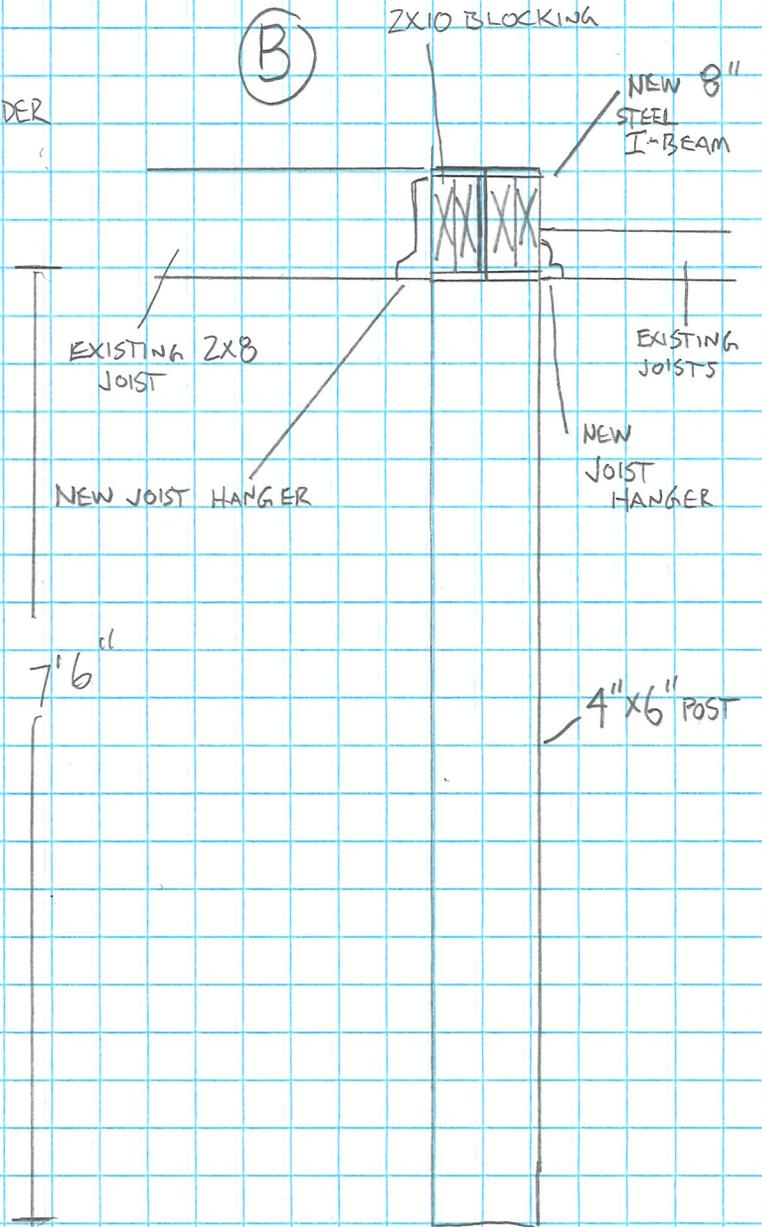 2X10 BLOCKING
B
NEW 8"
STEEL
I-BEAM
DER
EXISTING 2X8
JOIST
EXISTING
JOISTS
NEW
JOIST
HANGER
NEW JOIST HANGER
7'6"
4"X6" POST